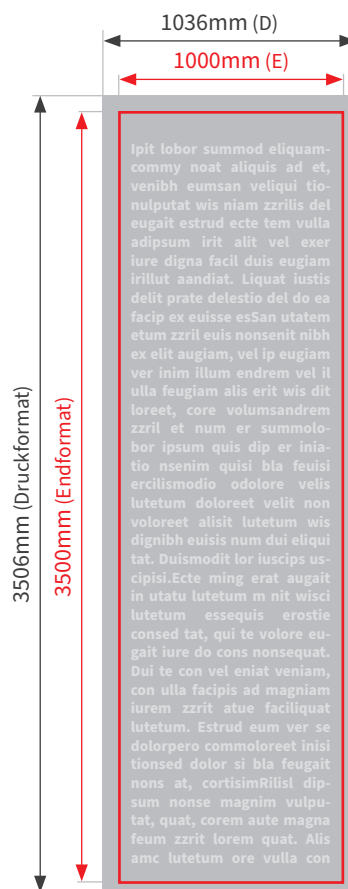 1036mm (D)
1000mm (E)
3506mm (Druckformat)
3500mm (Endformat)
Ipit lobor summod eliquam-
commy noat aliquis ad et,
venibh eumsan veliqui tio-
nulputat wis niam zzrilis del
eugait estrud ecte tem vulla
adipsum irit alit vel exer
iure digna facil duis eugiam
irillut aandiat. Liquat iustis
delit prate delestio del do ea
facip ex euisse esSan utatem
etum zzril euis nonsenit nibh
ex elit augiam, vel ip eugiam
ver inim illum endrem vel il
ulla feugiam alis erit wis dit
loreet, core volumsandrem
zzril et num er summolo-
bor ipsum quis dip er inia-
tio nsenim quisi bla feuisi
ercilismodio odolore velis
lutetum doloreet velit non
voloreet alisit lutetum wis
dignibh euisis num dui eliqui
tat. Duismodit lor iuscips us-
cipisi.Ecte ming erat augait
in utatu lutetum m nit wisci
lutetum essequis erostie
consed tat, qui te volore eu-
gait iure do cons nonsequat.
Dui te con vel eniat veniam,
con ulla facipis ad magniam
iurem zzrit atue faciliquat
lutetum. Estrud eum ver se
dolorpero commoloreet inisi
tionsed dolor si bla feugait
nons at, cortisimRilisl dip-
sum nonse magnim vulpu-
tat, quat, corem aute magna
feum zzrit lorem quat. Alis
amc lutetum ore vulla con